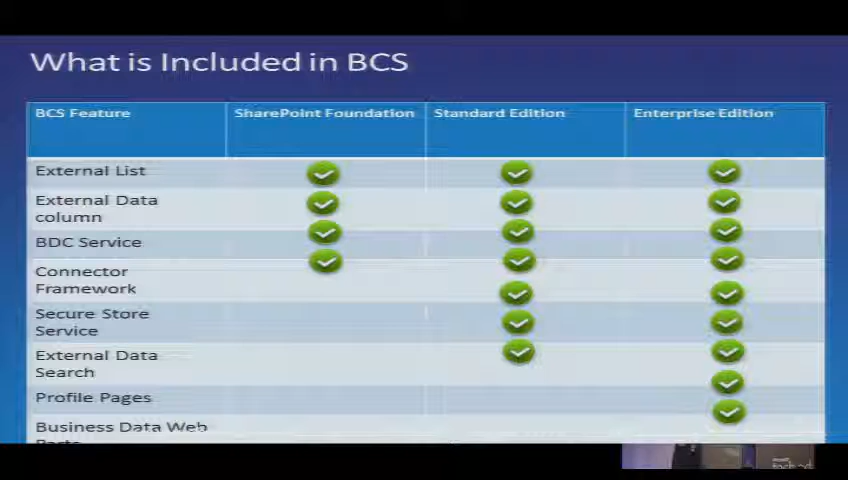 What is Included in BCS
BCS Feature SharePoint Foundation Standard Edition Enterprise Edition
External List
External Data
column
BDC Service
Connector
Framework
Secure Store
Service
External Data
Search
Profile Pages
Business Data Web